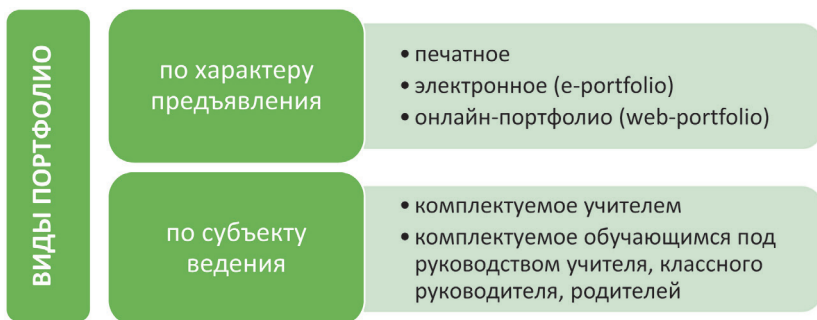 ВИДЫ ПОРТФОЛИО
по характеру
предъявления
• печатное
• электронное (e-portfolio)
• онлайн-портфолио (web-portfolio)
по субъекту
ведения
• комплектуемое учителем
• комплектуемое обучающимся под
руководством учителя, классного
руководителя, родителей